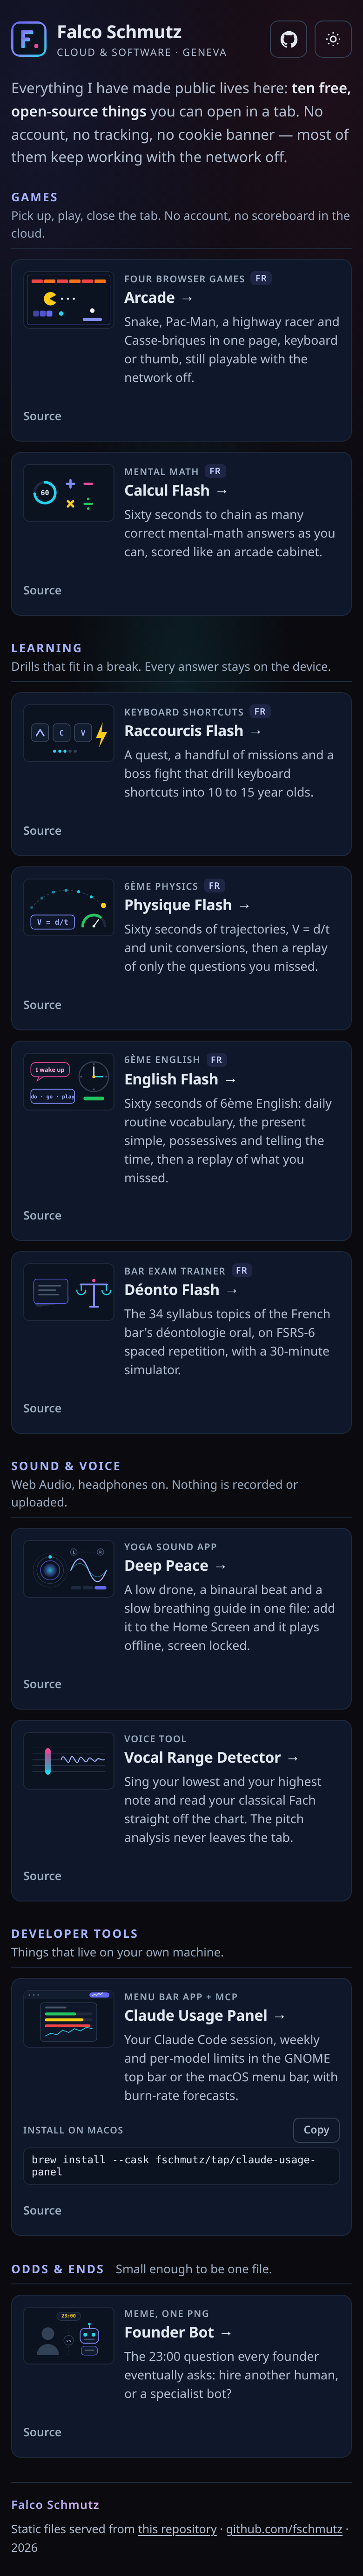 F.
Falco Schmutz
CLOUD & SOFTWARE · GENEVA
Everything I have made public lives here: ten free,
open-source things you can open in a tab. No
account, no tracking, no cookie banner — most of
them keep working with the network off.
GAMES
Pick up, play, close the tab. No account, no scoreboard in the
cloud.
FOUR BROWSER GAMES FR
Arcade →
Snake, Pac-Man, a highway racer and
Casse-briques in one page, keyboard
or thumb, still playable with the
network off.
Source
60
MENTAL MATH FR
Calcul Flash →
Sixty seconds to chain as many
correct mental-math answers as you
can, scored like an arcade cabinet.
Source
LEARNING
Drills that fit in a break. Every answer stays on the device.
C V
KEYBOARD SHORTCUTS FR
Raccourcis Flash →
A quest, a handful of missions and a
boss fight that drill keyboard
shortcuts into 10 to 15 year olds.
Source
V = d/t
6ÈME PHYSICS FR
Physique Flash →
Sixty seconds of trajectories, V = d/t
and unit conversions, then a replay
of only the questions you missed.
Source
I wake up
do · go · play
6ÈME ENGLISH FR
English Flash →
Sixty seconds of 6ème English: daily
routine vocabulary, the present
simple, possessives and telling the
time, then a replay of what you
missed.
Source
BAR EXAM TRAINER FR
Déonto Flash →
The 34 syllabus topics of the French
bar's déontologie oral, on FSRS-6
spaced repetition, with a 30-minute
simulator.
Source
SOUND & VOICE
Web Audio, headphones on. Nothing is recorded or
uploaded.
L R
YOGA SOUND APP
Deep Peace →
A low drone, a binaural beat and a
slow breathing guide in one file: add
it to the Home Screen and it plays
offline, screen locked.
Source
VOICE TOOL
Vocal Range Detector →
Sing your lowest and your highest
note and read your classical Fach
straight off the chart. The pitch
analysis never leaves the tab.
Source
DEVELOPER TOOLS
Things that live on your own machine.
MENU BAR APP + MCP
Claude Usage Panel →
Your Claude Code session, weekly
and per-model limits in the GNOME
top bar or the macOS menu bar, with
burn-rate forecasts.
INSTALL ON MACOS
Copy
brew install --cask fschmutz/tap/claude-usage-
panel
Source
ODDS & ENDS Small enough to be one file.
23:00
vs
MEME, ONE PNG
Founder Bot →
The 23:00 question every founder
eventually asks: hire another human,
or a specialist bot?
Source
Falco Schmutz
Static files served from this repository · github.com/fschmutz ·
2026